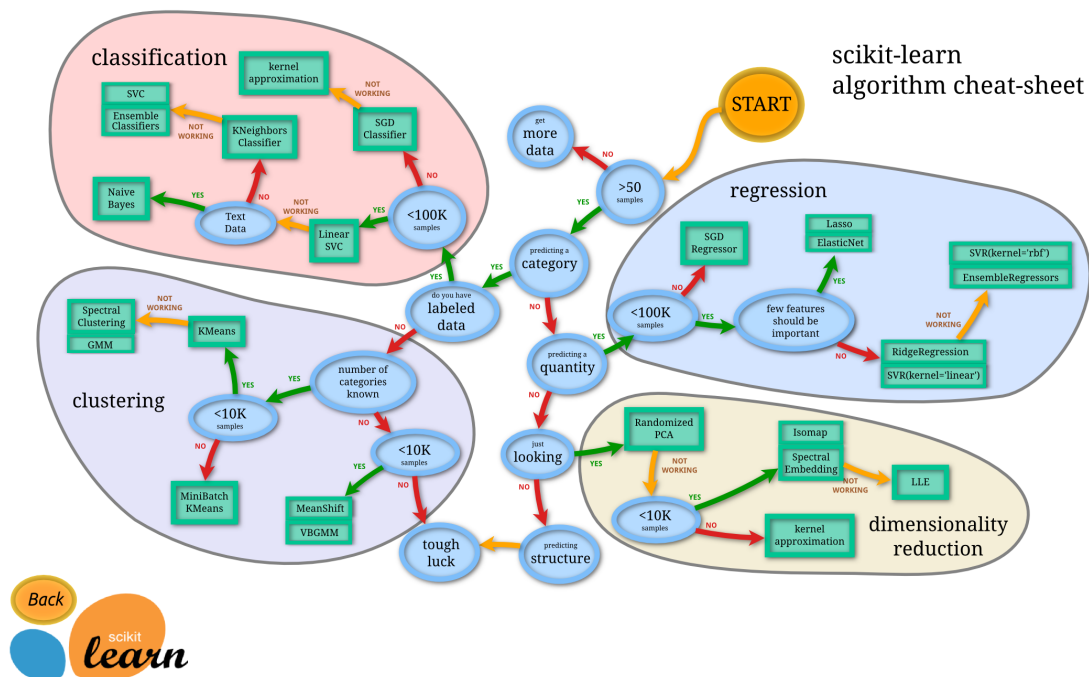 scikit-learn
algorithm cheat-sheet
START
get
more
data
NO
>50
samples
YES
predicting a
category
YES
NO
do you have
labeled
data
YES
NO
predicting a
quantity
YES
NO
just
looking
YES
NO
predicting
structure
tough
luck
classification
kernel
approximation
NOT
WORKING
SGD
Classifier
NO
<100K
samples
YES
Linear
SVC
NOT
WORKING
Text
Data
YES
NO
Naive
Bayes
KNeighbors
Classifier
NOT
WORKING
SVC
Ensemble
Classifiers
regression
<100K
samples
NO
SGD
Regressor
YES
few features
should be
important
YES
Lasso
ElasticNet
NO
RidgeRegression
SVR(kernel='linear')
NOT
WORKING
SVR(kernel='rbf')
EnsembleRegressors
clustering
number of
categories
known
YES
NO
<10K
samples
YES
NO
KMeans
NOT
WORKING
Spectral
Clustering
GMM
MiniBatch
KMeans
<10K
samples
YES
NO
MeanShift
VBGMM
dimensionality
reduction
Randomized
PCA
NOT
WORKING
<10K
samples
YES
NO
Isomap
Spectral
Embedding
NOT
WORKING
LLE
kernel
approximation
Back
scikit
learn